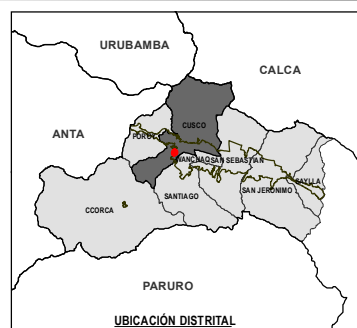 URUBAMBA
CALCA
ANTA
CUSCO
POROY
WANCHAQ
SAN SEBASTIAN
SAYLLA
SAN JERONIMO
SANTIAGO
CCORCA
PARURO
UBICACIÓN DISTRITAL